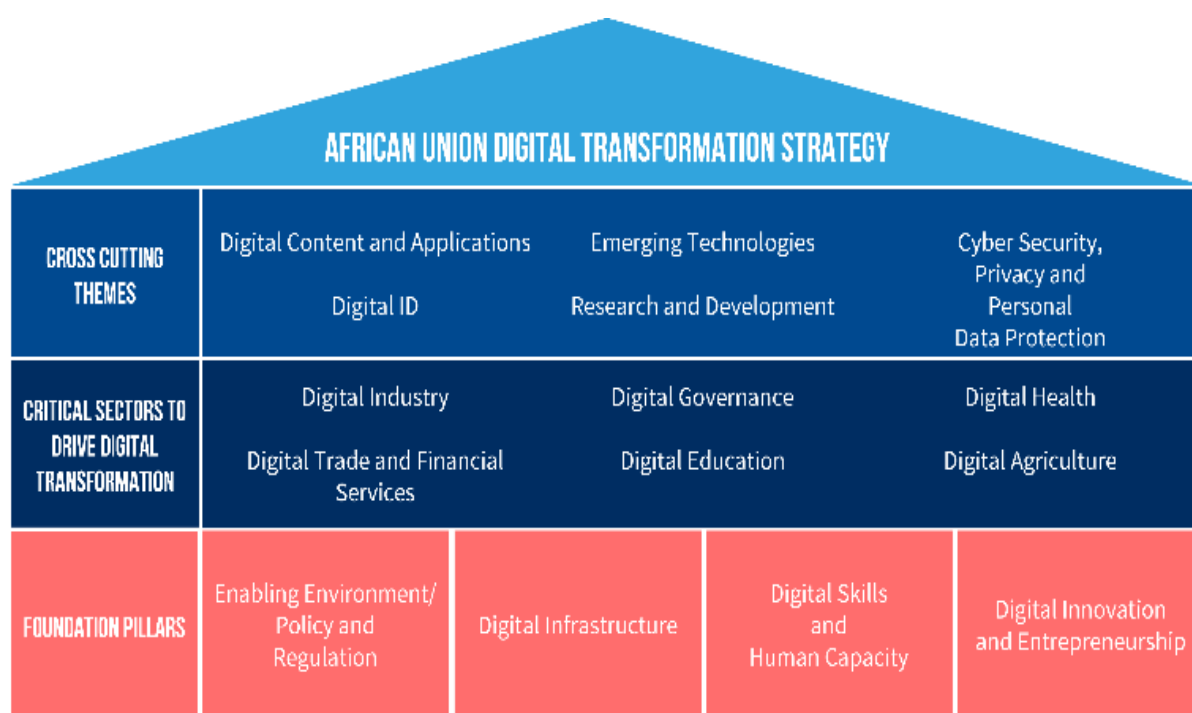 AFRICAN UNION DIGITAL TRANSFORMATION STRATEGY
CROSS CUTTING
THEMES
Digital Content and Applications
Digital ID
Emerging Technologies
Research and Development
Cyber Security,
Privacy and
Personal
Data Protection
CRITICAL SECTORS TO
DRIVE DIGITAL
TRANSFORMATION
Digital Industry
Digital Trade and Financial
Services
Digital Governance
Digital Education
Digital Health
Digital Agriculture
FOUNDATION PILLARS
Enabling Environment/
Policy and
Regulation
Digital Infrastructure
Digital Skills
and
Human Capacity
Digital Innovation
and Entrepreneurship